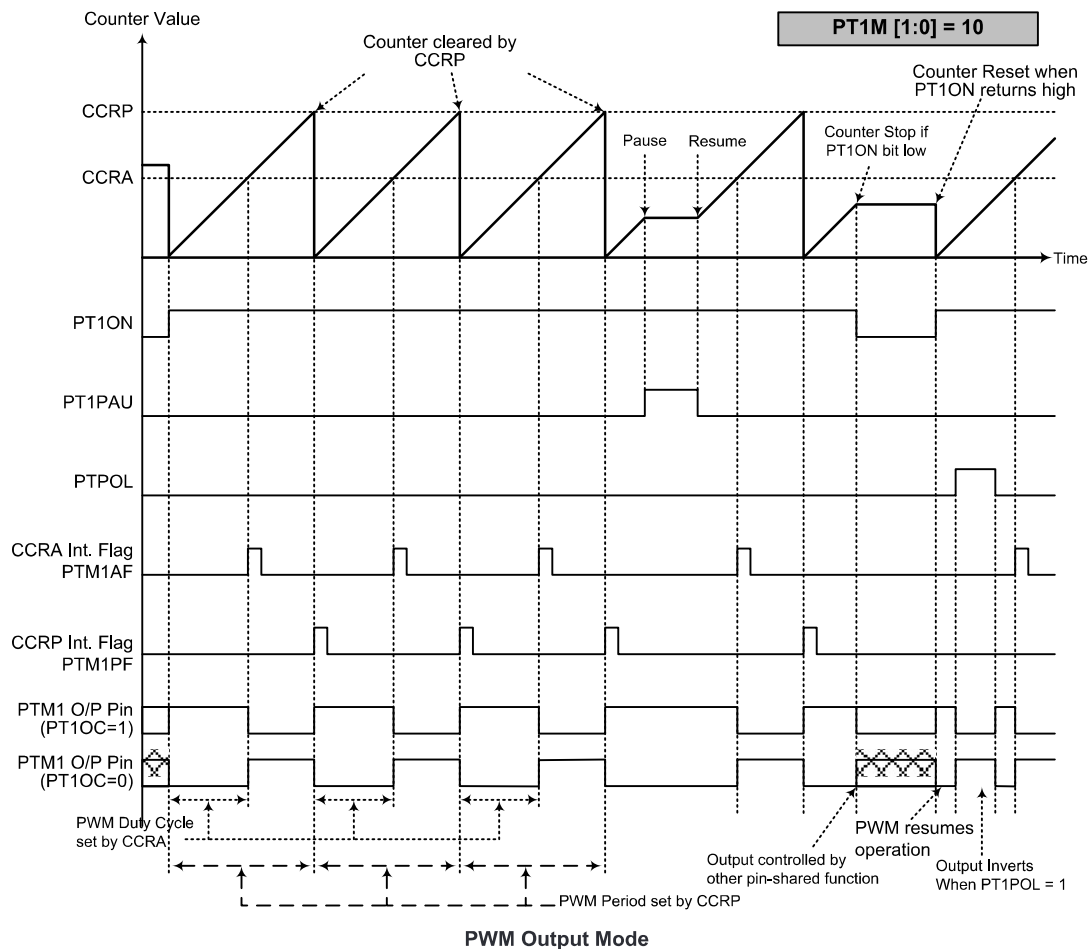 Counter Value
PT1M [1:0] = 10
Counter cleared by
CCRP
Counter Reset when
PT1ON returns high
CCRP
Pause
Resume
Counter Stop if
PT1ON bit low
CCRA
Time
PT1ON
PT1PAU
PTPOL
CCRA Int. Flag
PTM1AF
CCRP Int. Flag
PTM1PF
PTM1 O/P Pin
(PT1OC=1)
PTM1 O/P Pin
(PT1OC=0)
PWM Duty Cycle
set by CCRA
PWM resumes
operation
Output controlled by
other pin-shared function
Output Inverts
When PT1POL = 1
PWM Period set by CCRP
PWM Output Mode